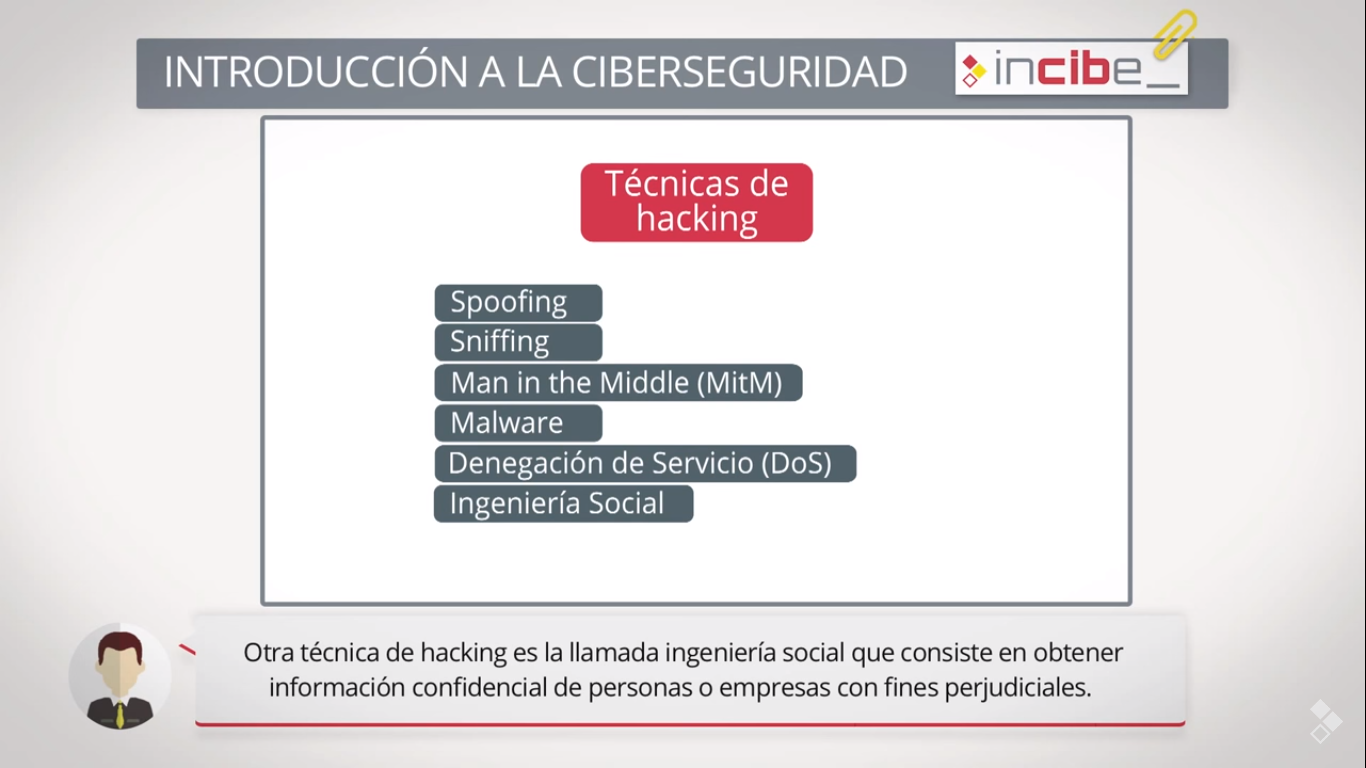 INTRODUCCIÓN A LA CIBERSEGURIDAD
incibe_
Técnicas de
hacking
Spoofing
Sniffing
Man in the Middle (MitM)
Malware
Denegación de Servicio (DoS)
Ingeniería Social
Otra técnica de hacking es la llamada ingeniería social que consiste en obtener
información confidencial de personas o empresas con fines perjudiciales.